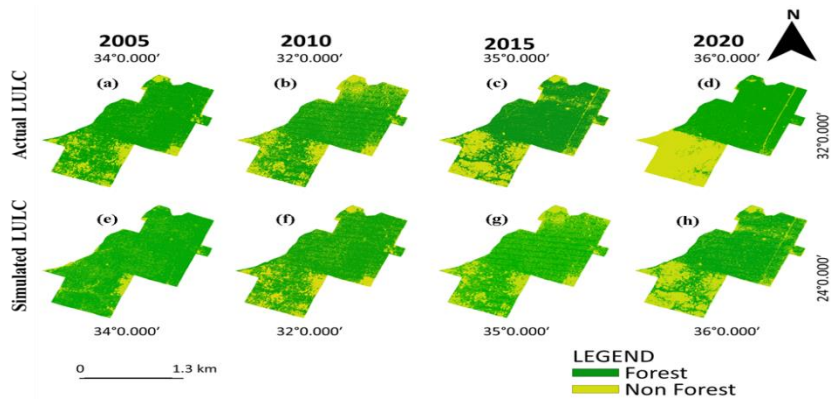 2005 2010 2015 2020 N
34°0.000′ 32°0.000′ 35°0.000′ 36°0.000′
Actual LULC
(a) (b) (c) (d)
32°0.000′
Simulated LULC
(e) (f) (g) (h)
24°0.000′
34°0.000′ 32°0.000′ 35°0.000′ 36°0.000′
0 1.3 km
LEGEND
Forest
Non Forest